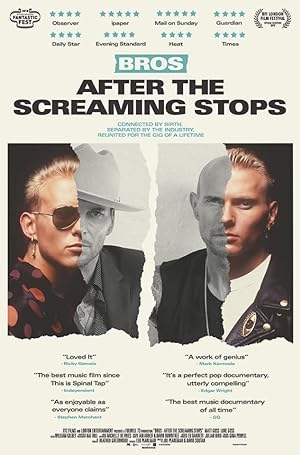 FANTASTIC FEST
BFI LONDON FILM FESTIVAL
★★★★ ★★★★ ★★★★ ★★★★
Observer ipaper Mail on Sunday Guardian
★★★★ ★★★★ ★★★★ ★★★★
Daily Star Evening Standard Heat Times
BROS
AFTER THE
SCREAMING STOPS
CONNECTED BY BIRTH,
SEPARATED BY THE INDUSTRY,
REUNITED FOR THE GIG OF A LIFETIME
"Loved It"
- Ricky Gervais
"The best music film since
This is Spinal Tap"
- Independent
"As enjoyable as
everyone claims"
- Stephen Merchant
"A work of genius"
- Mark Kermode
"It's a perfect pop documentary,
utterly compelling"
- Edgar Wright
"The best music documentary
of all time"
- GQ